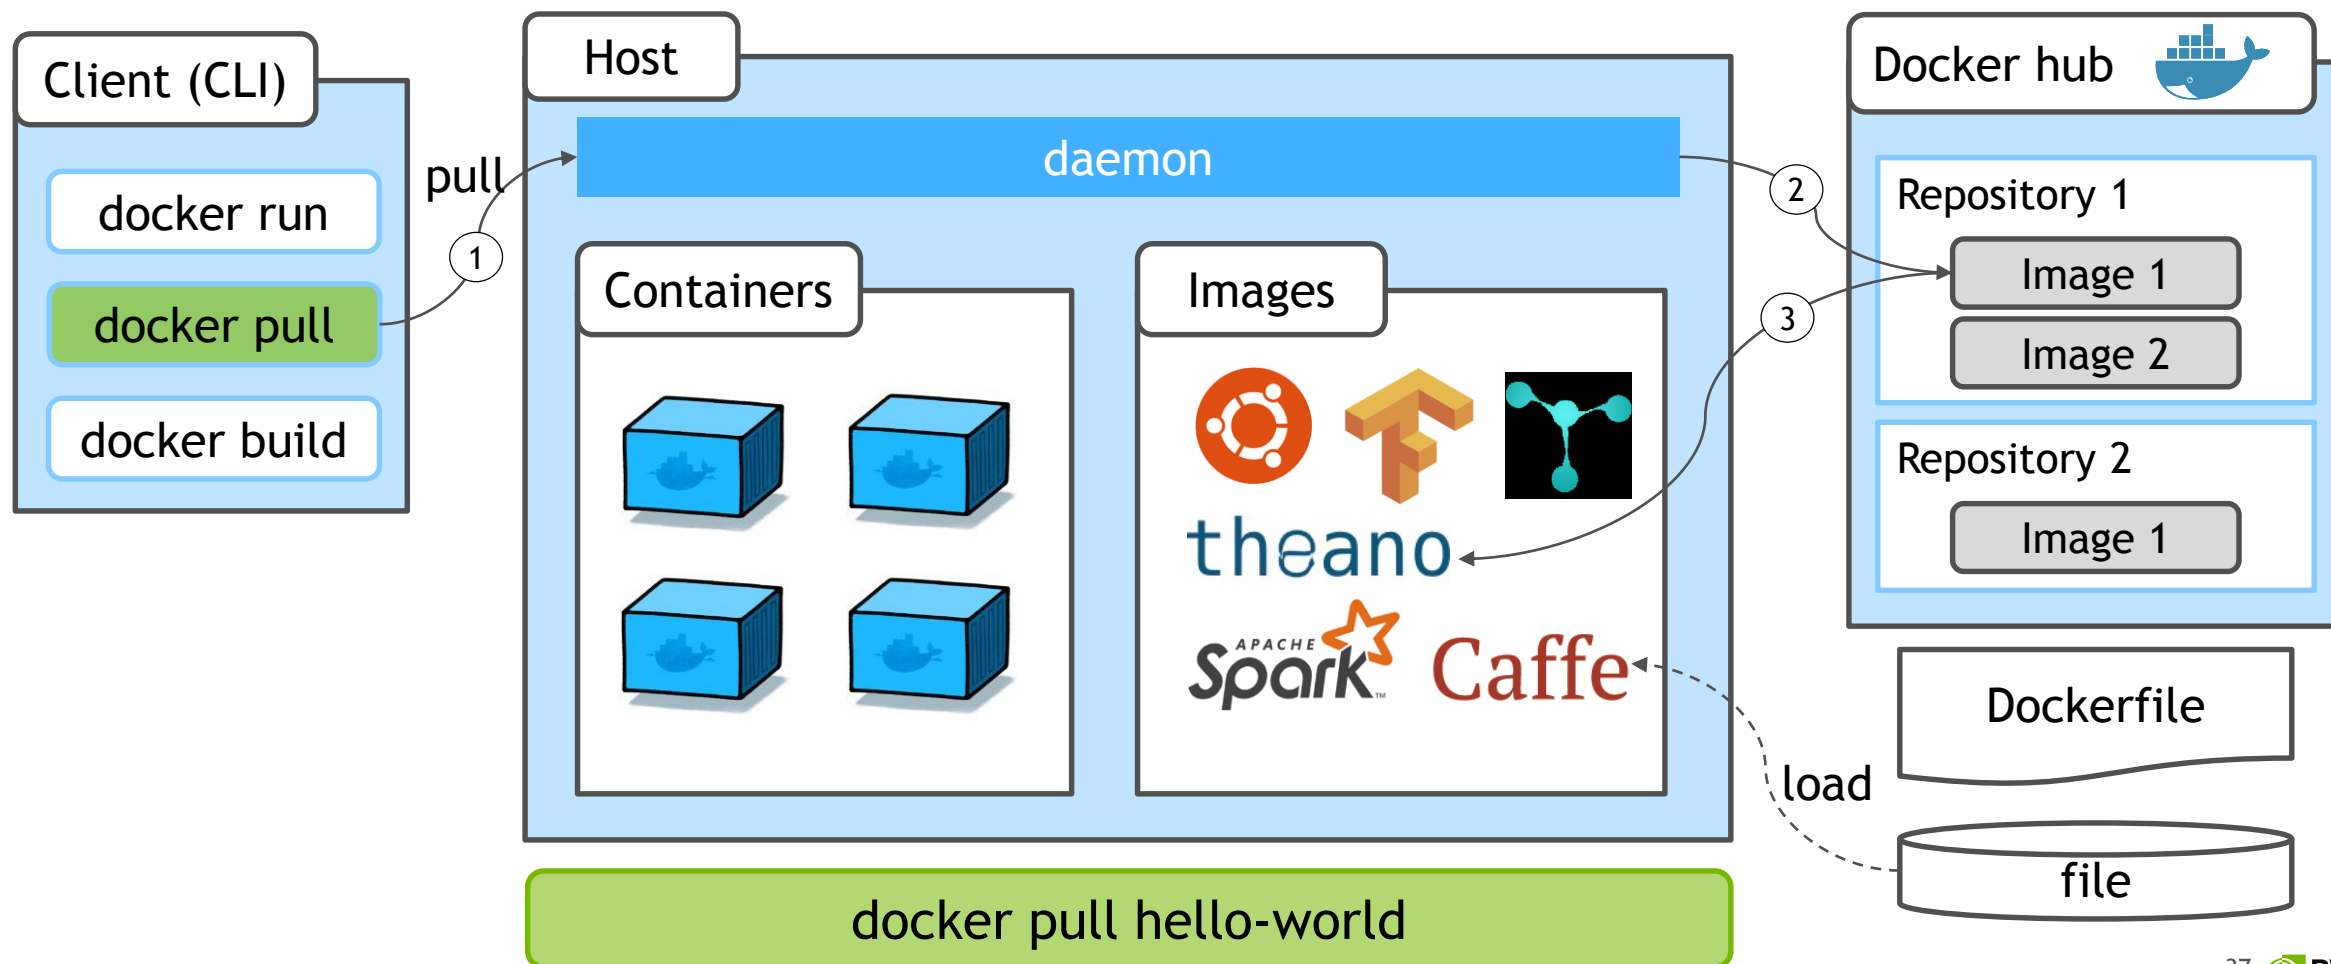 Client (CLI)
docker run
docker pull
docker build
pull
1
Host
daemon
Containers
Images
theano
APACHE
Spark
TM
Caffe
docker pull hello-world
2
3
Docker hub
Repository 1
Image 1
Image 2
Repository 2
Image 1
Dockerfile
load
file